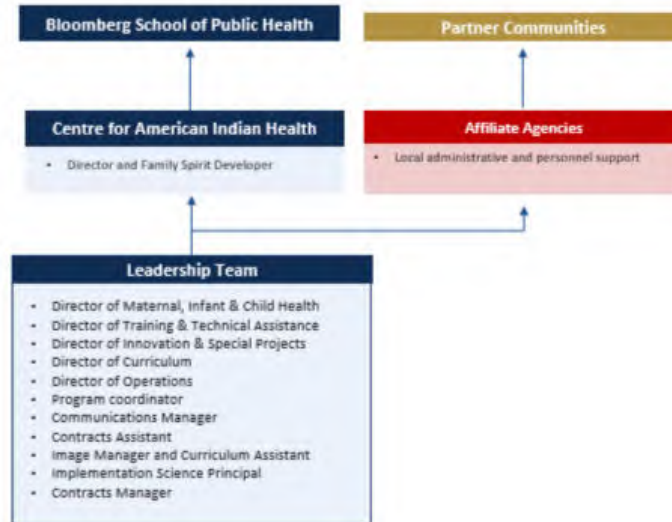 Bloomberg School of Public Health
Partner Communities
Centre for American Indian Health
• Director and Family Spirit Developer
Affiliate Agencies
• Local administrative and personnel support
Leadership Team
• Director of Maternal, Infant & Child Health
• Director of Training & Technical Assistance
• Director of Innovation & Special Projects
• Director of Curriculum
• Director of Operations
• Program coordinator
• Communications Manager
• Contracts Assistant
• Image Manager and Curriculum Assistant
• Implementation Science Principal
• Contracts Manager